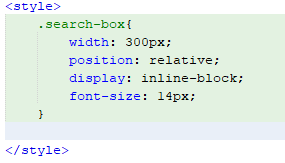 <style>
    .search-box{
        width: 300px;
        position: relative;
        display: inline-block;
        font-size: 14px;
    }
</style>